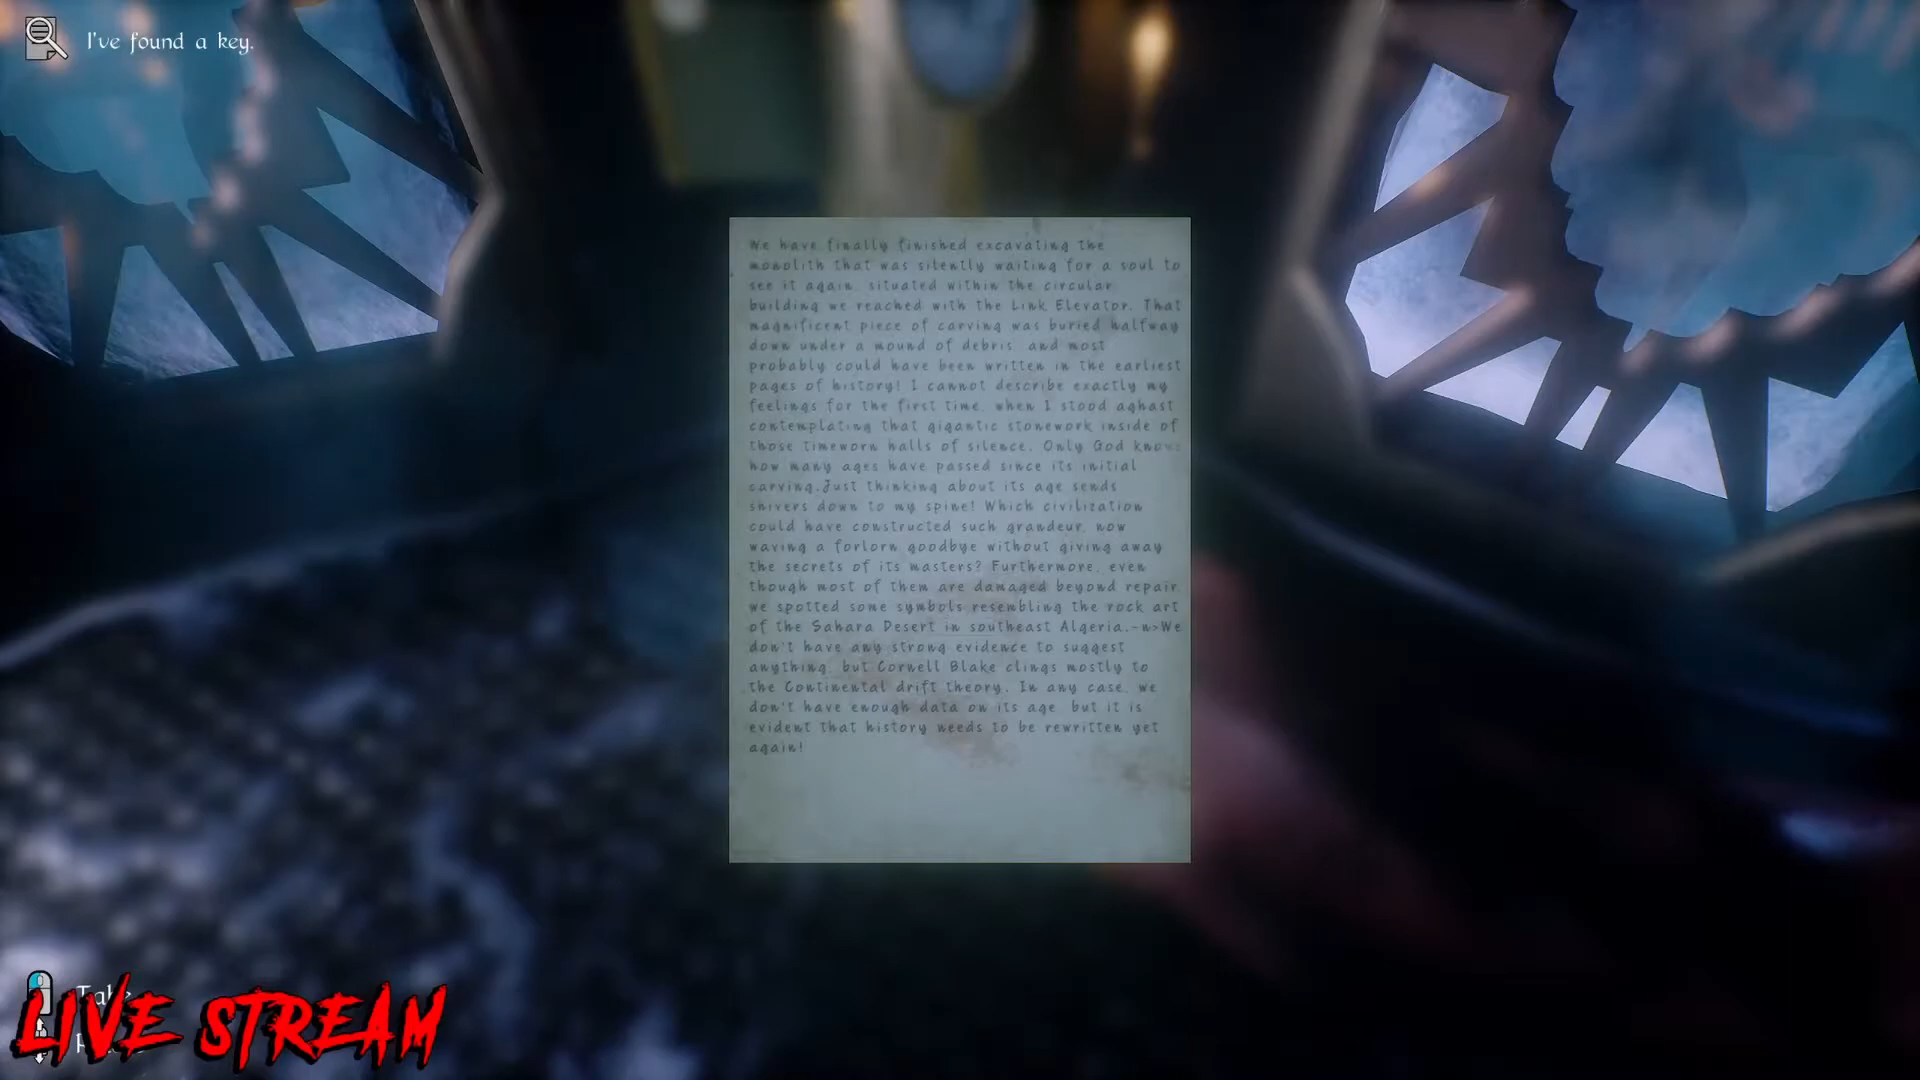 I've found a key.
We have finally finished excavating the
monolith that was silently waiting for a soul to
see it again, situated within the circular
building we reached with the Link Elevator. That
magnificent piece of carving was buried halfway
down under a mound of debris, and most
probably could have been written in the earliest
pages of history! I cannot describe exactly my
feelings for the first time, when I stood aghast
contemplating that gigantic stonework inside of
those timeworn halls of silence. Only God knows
how many ages have passed since its initial
carving.Just thinking about its age sends
shivers down to my spine! Which civilization
could have constructed such grandeur, now
waving a forlorn goodbye without giving away
the secrets of its masters? Furthermore, even
though most of them are damaged beyond repair,
we spotted some symbols resembling the rock art
of the Sahara Desert in southeast Algeria.-n>We
don't have any strong evidence to suggest
anything, but Cornell Blake clings mostly to
the Continental drift theory. In any case, we
don't have enough data on its age, but it is
evident that history needs to be rewritten yet
again!
LIVE STREAM